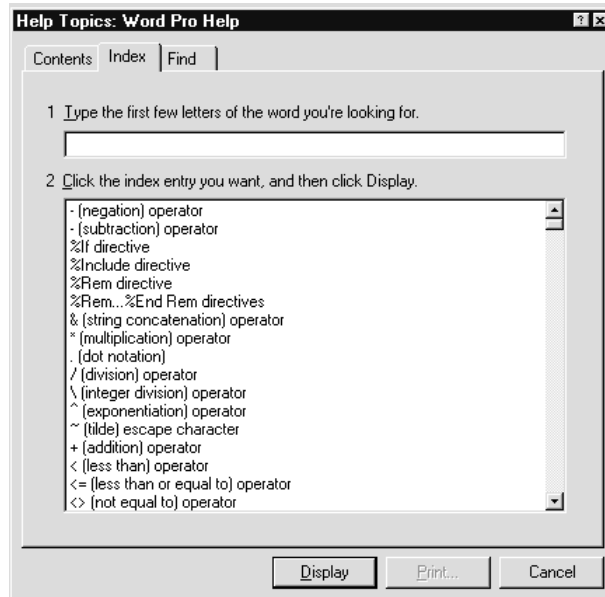 Help Topics: Word Pro Help
Contents Index Find
1 Type the first few letters of the word you're looking for.
2 Click the index entry you want, and then click Display.
- (negation) operator
- (subtraction) operator
%If directive
%Include directive
%Rem directive
%Rem...%End Rem directives
& (string concatenation) operator
* (multiplication) operator
. (dot notation)
/ (division) operator
\ (integer division) operator
^ (exponentiation) operator
~ (tilde) escape character
+ (addition) operator
< (less than) operator
<= (less than or equal to) operator
<> (not equal to) operator
Display Print... Cancel